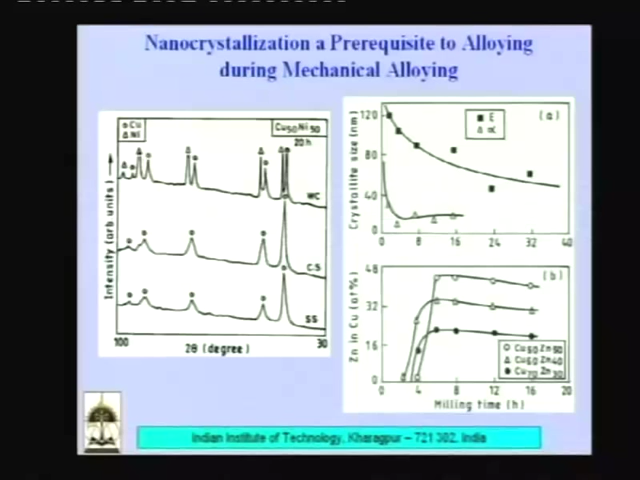 Nanocrystallization a Prerequisite to Alloying
during Mechanical Alloying
o Cu
Δ Ni
Cu50Ni50
20h
WC
CS
SS
Intensity (arb units)
100
30
2θ (degree)
(a)
■ E
Δ α
Crystallite size (nm)
120
80
40
0
0 8 16 24 32 40
(b)
Zn in Cu (at%)
48
32
16
0
○ Cu50Zn50
Δ Cu60Zn40
● Cu70Zn30
0 4 8 12 16 20
Milling time (h)
Indian Institute of Technology, Kharagpur – 721 302, India